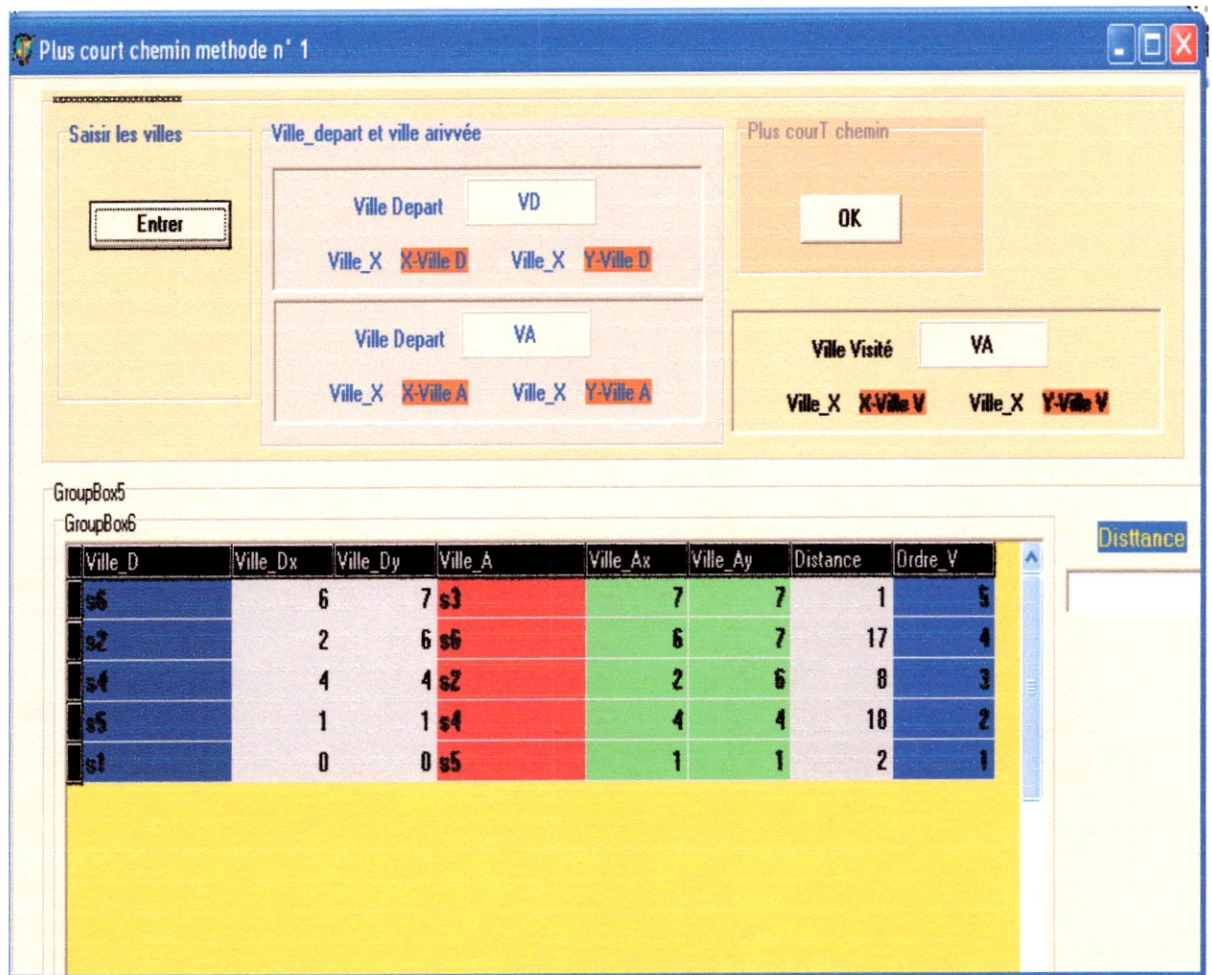 Plus court chemin methode n° 1
Saisir les villes
Entrer
Ville_depart et ville arivvée
Ville Depart VD
Ville_X X-Ville D Ville_X Y-Ville D
Ville Depart VA
Ville_X X-Ville A Ville_X Y-Ville A
Plus courT chemin
OK
Ville Visité VA
Ville_X X-Ville V Ville_X Y-Ville V
GroupBox5
GroupBox6
Disttance
Ville_D Ville_Dx Ville_Dy Ville_A Ville_Ax Ville_Ay Distance Ordre_V
s6 6 7 s3 7 7 1 5
s2 2 6 s6 6 7 17 4
s4 4 4 s2 2 6 8 3
s5 1 1 s4 4 4 18 2
s1 0 0 s5 1 1 2 1